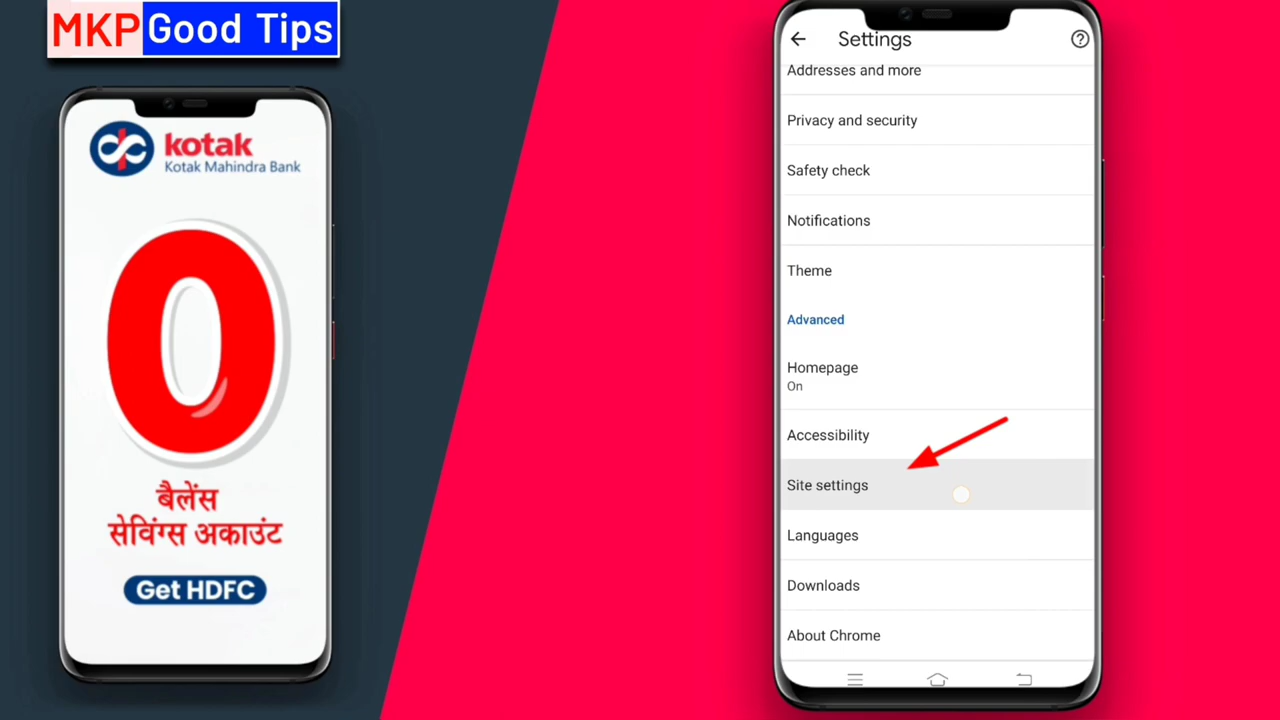 MKP Good Tips
kotak
Kotak Mahindra Bank
0
बैलेंस
सेविंग्स अकाउंट
Get HDFC
Settings
Addresses and more
Privacy and security
Safety check
Notifications
Theme
Advanced
Homepage
On
Accessibility
Site settings
Languages
Downloads
About Chrome